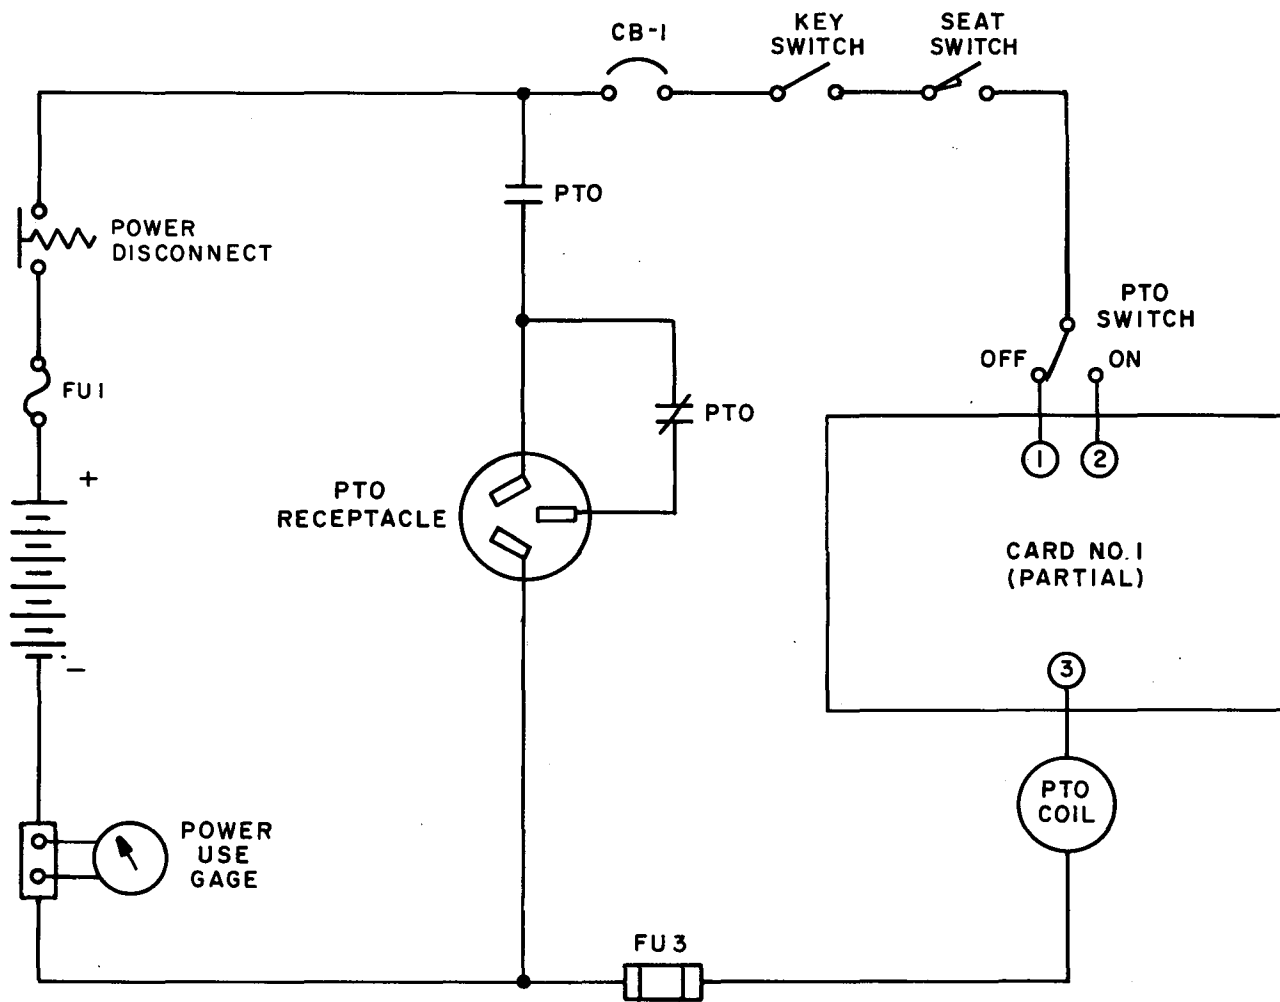 CB-1
KEY
SWITCH
SEAT
SWITCH
PTO
POWER
DISCONNECT
PTO
SWITCH
OFF
ON
FU1
+
PTO
1
2
PTO
RECEPTACLE
CARD NO.1
(PARTIAL)
3
-
PTO
COIL
POWER
USE
GAGE
FU3